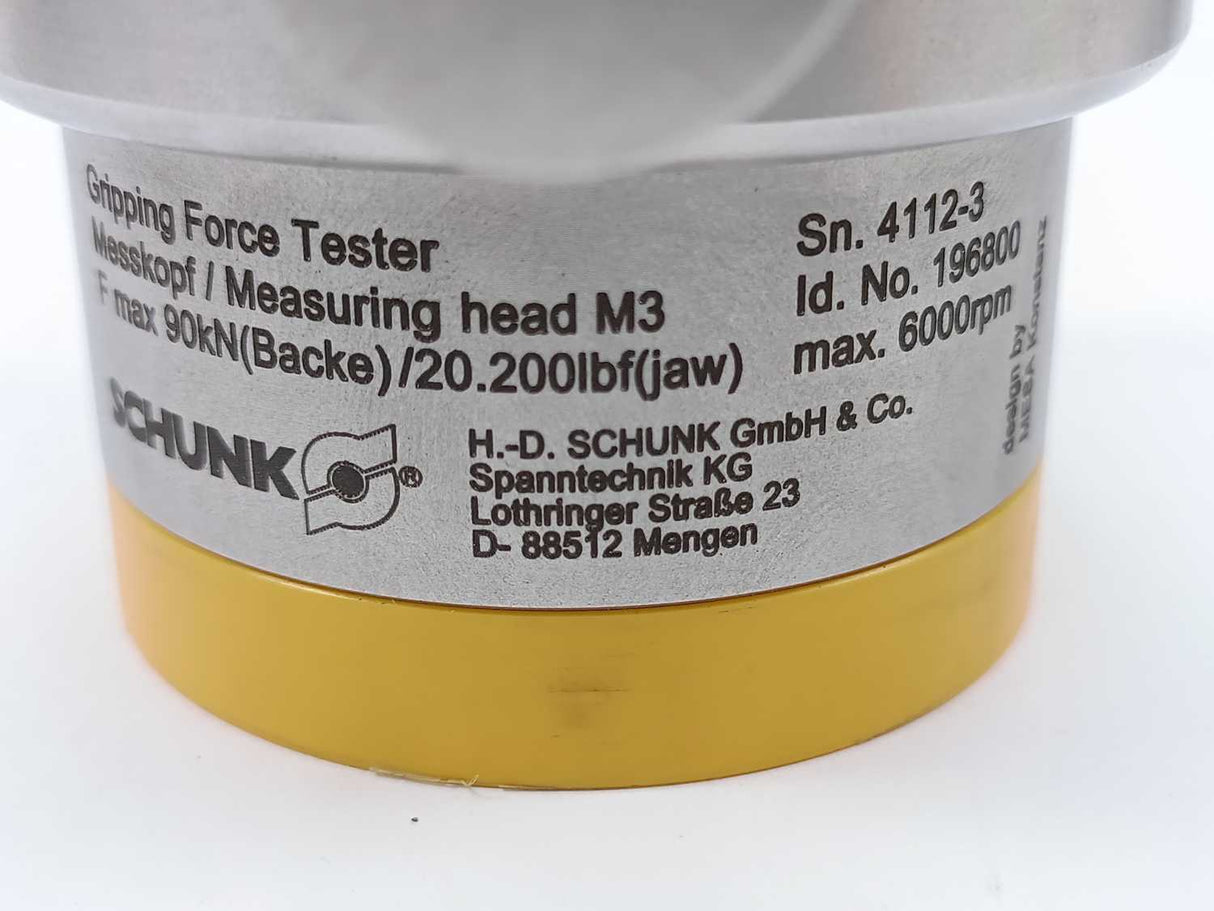 Gripping Force Tester
Messkopf / Measuring head M3
F max 90kN(Backe)/20.200lbf(jaw)
Sn. 4112-3
Id. No. 196800
max. 6000rpm
design by
MEBA Konstanz
SCHUNK ®
H.-D. SCHUNK GmbH & Co.
Spanntechnik KG
Lothringer Straße 23
D- 88512 Mengen